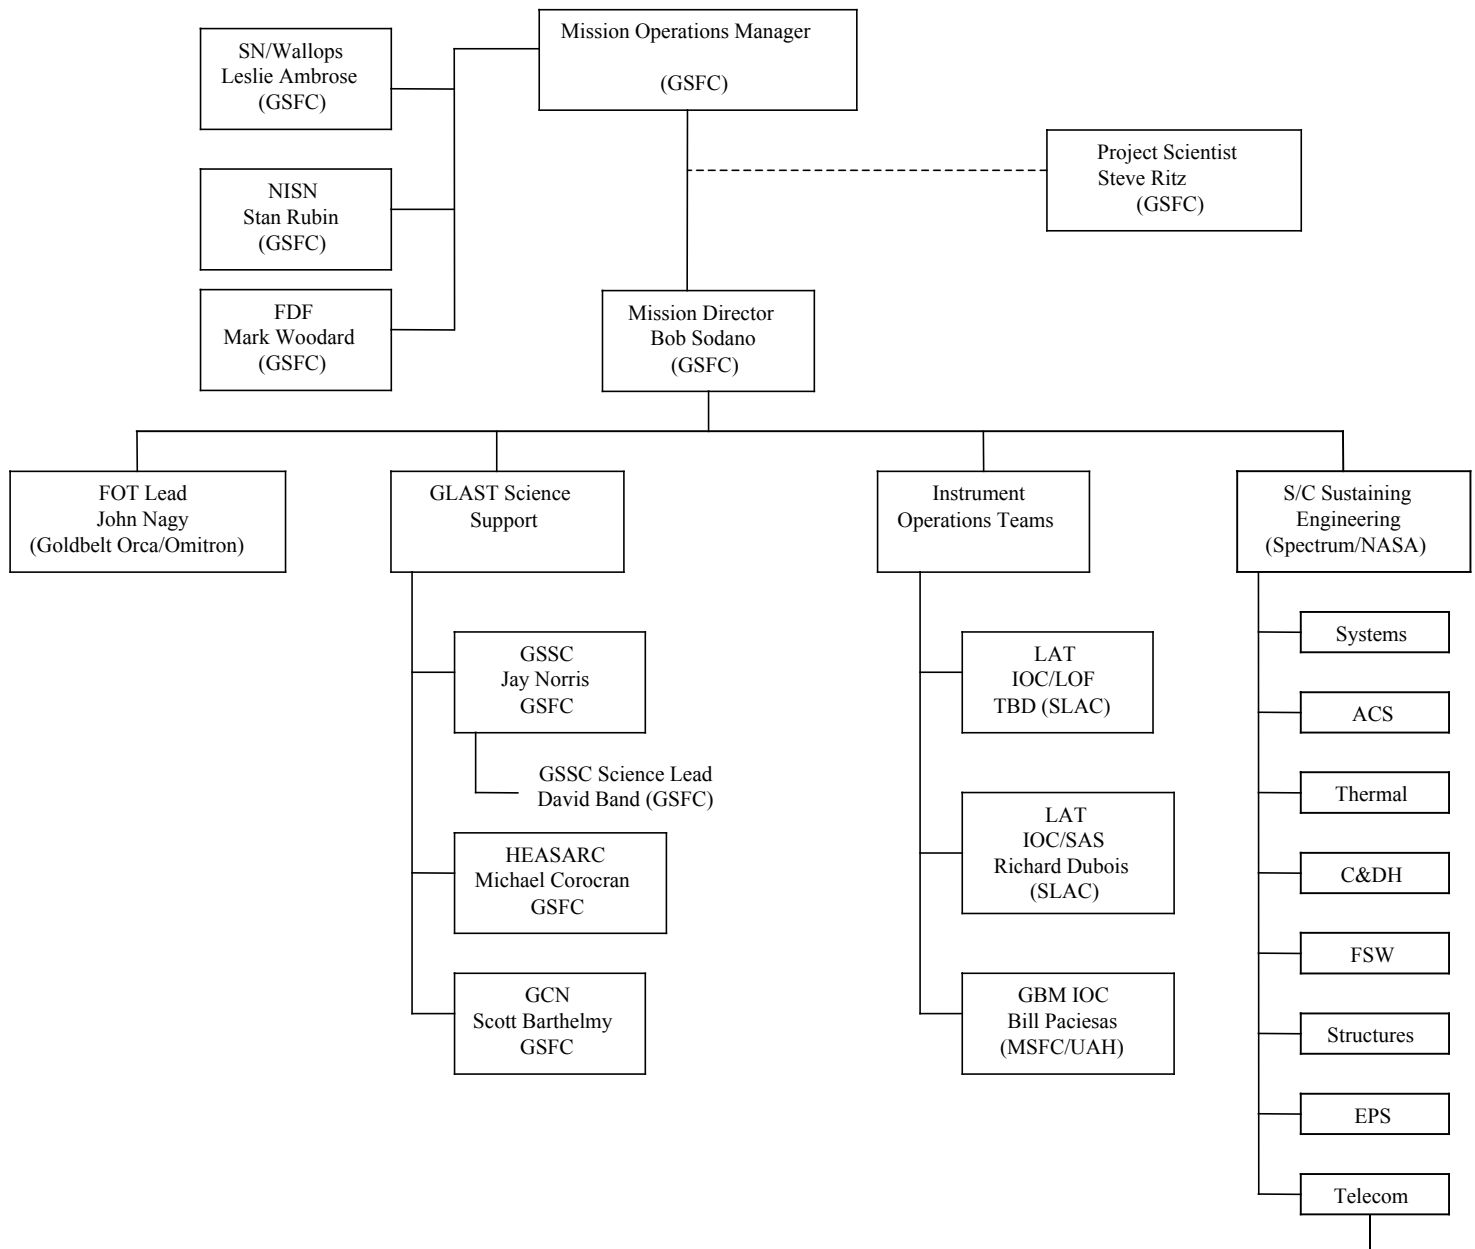 Mission Operations Manager
(GSFC)
SN/Wallops
Leslie Ambrose
(GSFC)
NISN
Stan Rubin
(GSFC)
FDF
Mark Woodard
(GSFC)
Project Scientist
Steve Ritz
(GSFC)
Mission Director
Bob Sodano
(GSFC)
FOT Lead
John Nagy
(Goldbelt Orca/Omitron)
GLAST Science
Support
GSSC
Jay Norris
GSFC
GSSC Science Lead
David Band (GSFC)
HEASARC
Michael Corocran
GSFC
GCN
Scott Barthelmy
GSFC
Instrument
Operations Teams
LAT
IOC/LOF
TBD (SLAC)
LAT
IOC/SAS
Richard Dubois
(SLAC)
GBM IOC
Bill Paciesas
(MSFC/UAH)
S/C Sustaining
Engineering
(Spectrum/NASA)
Systems
ACS
Thermal
C&DH
FSW
Structures
EPS
Telecom